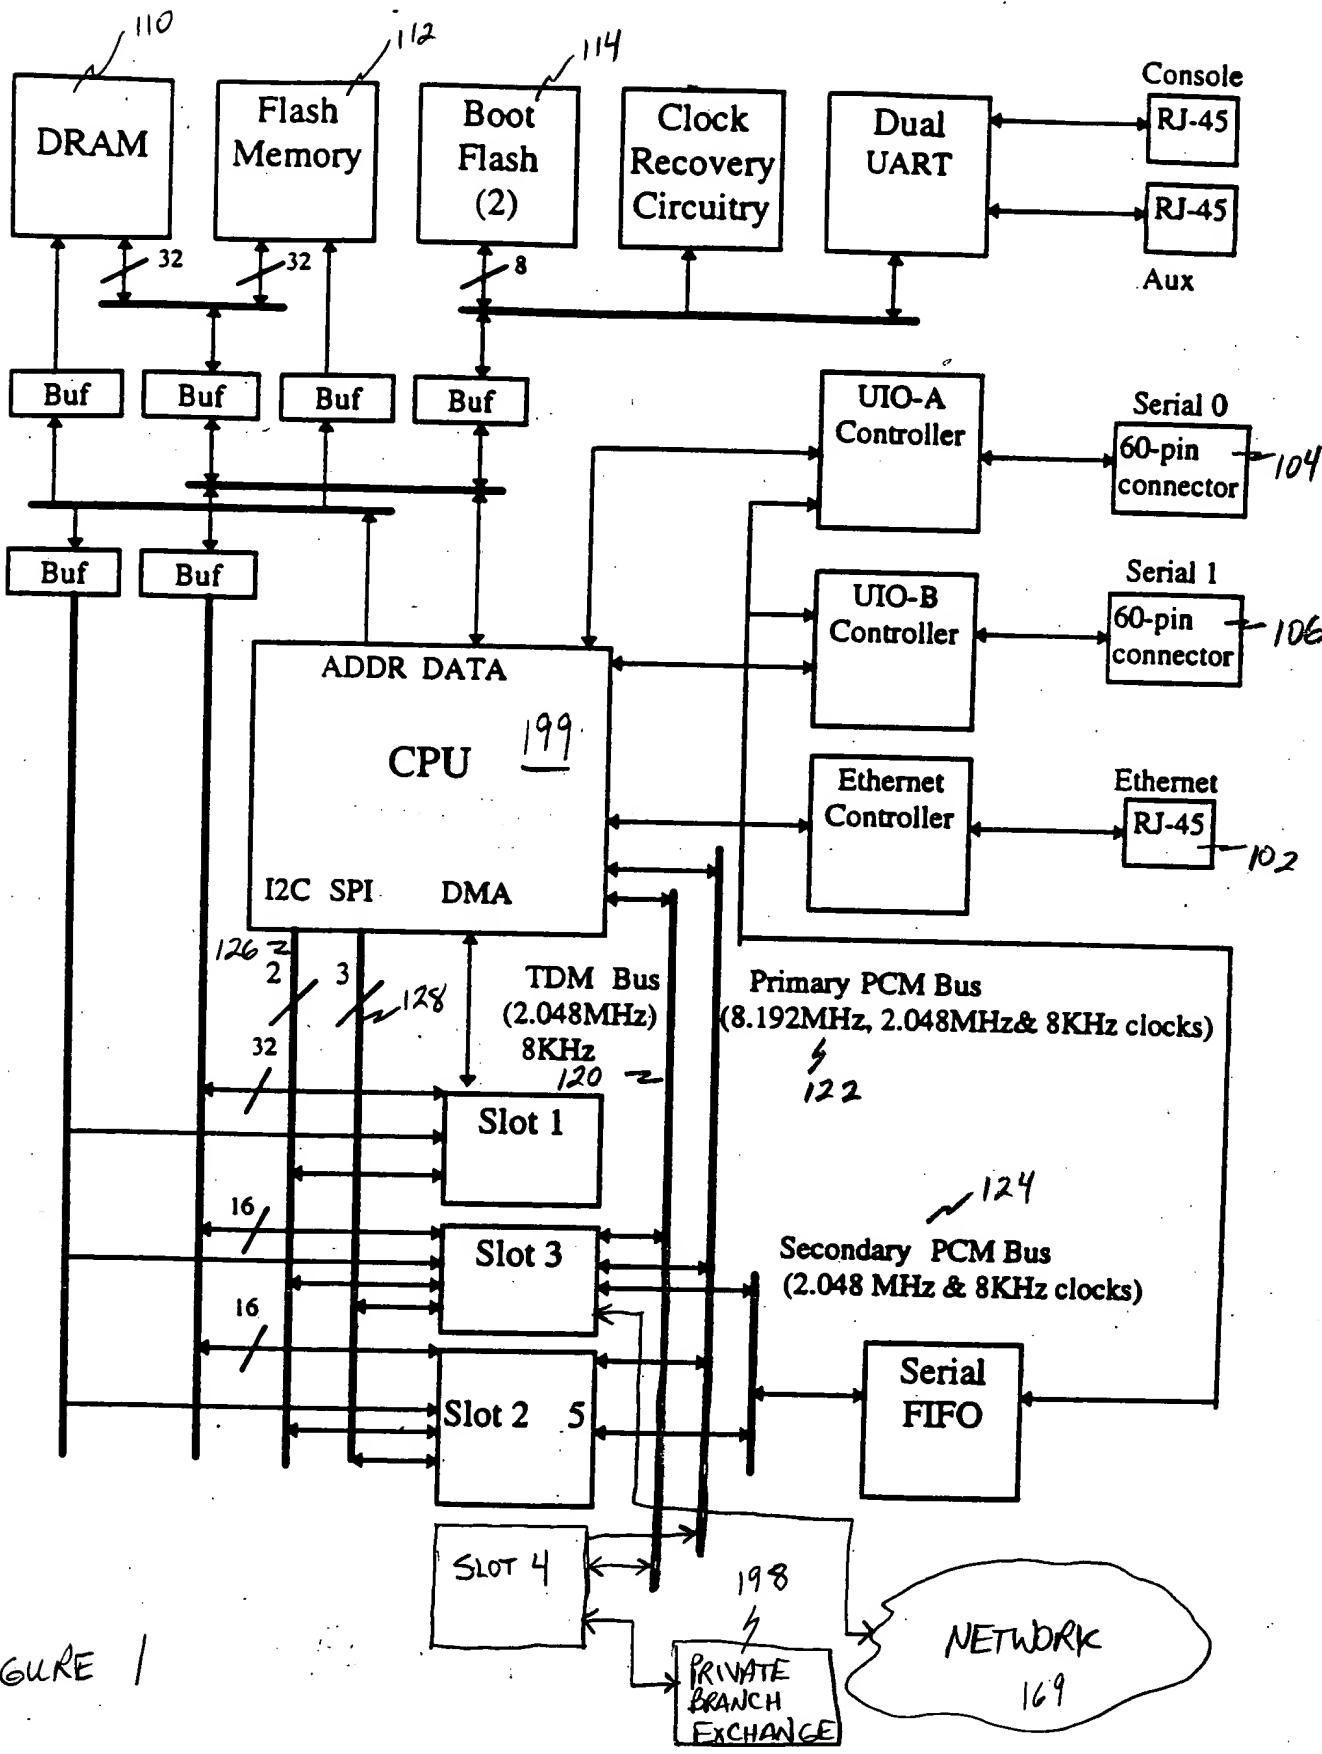 110
112
114
DRAM
Flash
Memory
Boot
Flash
(2)
Clock
Recovery
Circuitry
Dual
UART
Console
RJ-45
RJ-45
Aux
32
32
8
Buf
Buf
Buf
Buf
UIO-A
Controller
Serial 0
60-pin
connector
104
Buf
Buf
UIO-B
Controller
Serial 1
60-pin
connector
106
ADDR DATA
CPU
199
Ethernet
Controller
Ethernet
RJ-45
102
I2C SPI
DMA
126
2
3
128
TDM Bus
(2.048MHz)
8KHz
120
Primary PCM Bus
(8.192MHz, 2.048MHz& 8KHz clocks)
122
32
Slot 1
16
Slot 3
124
Secondary PCM Bus
(2.048 MHz & 8KHz clocks)
16
Slot 2 5
Serial
FIFO
SLOT 4
198
PRIVATE
BRANCH
EXCHANGE
NETWORK
169
GURE 1